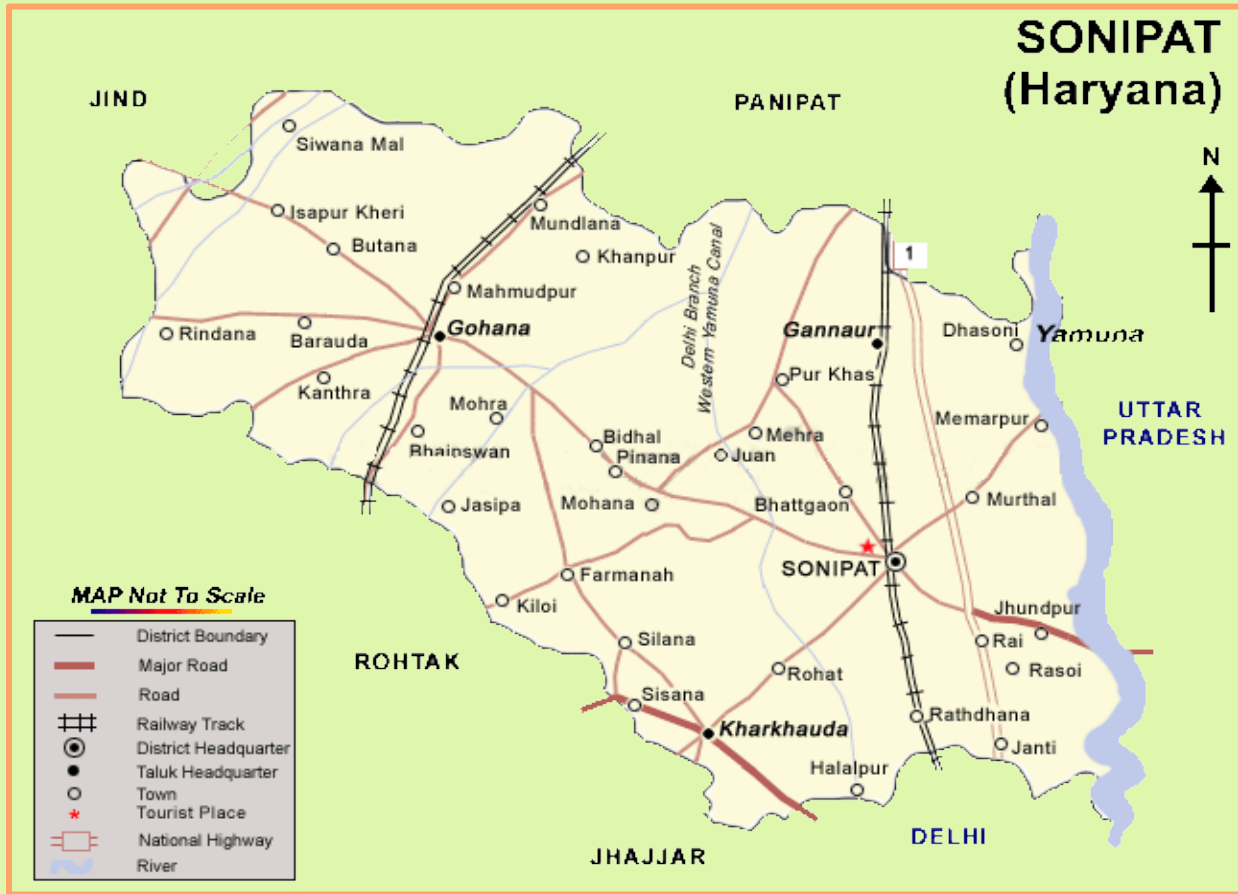 SONIPAT
(Haryana)
JIND
PANIPAT
N
Siwana Mal
Isapur Kheri
Mundlana
Butana
Khanpur
1
Delhi Branch
Western Yamuna Canal
Mahmudpur
Rindana
Barauda
Gohana
Gannaur
Dhasoni
Yamuna
Kanthra
Pur Khas
Mohra
Memarpur
UTTAR
PRADESH
Bhainswan
Bidhal
Pinana
Mehra
Juan
Jasipa
Mohana
Bhattgaon
Murthal
SONIPAT
Farmanah
Kiloi
Jhundpur
Silana
Rai
ROHTAK
Rohat
Rasoi
Sisana
Kharkhauda
Rathdhana
Janti
Halalpur
DELHI
JHAJJAR
MAP Not To Scale
District Boundary
Major Road
Road
Railway Track
District Headquarter
Taluk Headquarter
Town
Tourist Place
National Highway
River